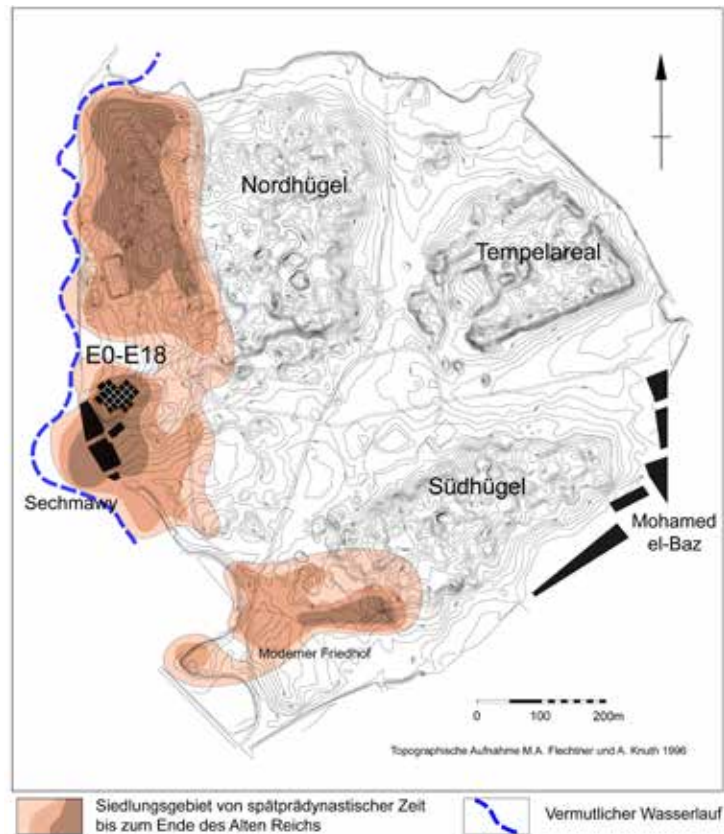 Nordhügel
Tempelareal
E0-E18
Südhügel
Sechmawy
Mohamed
el-Baz
Moderner Friedhof
0 100 200m
Topographische Aufnahme M.A. Flechtner und A. Knuth 1996
Siedlungsgebiet von spätprädynastischer Zeit
bis zum Ende des Alten Reichs
Vermutlicher Wasserlauf